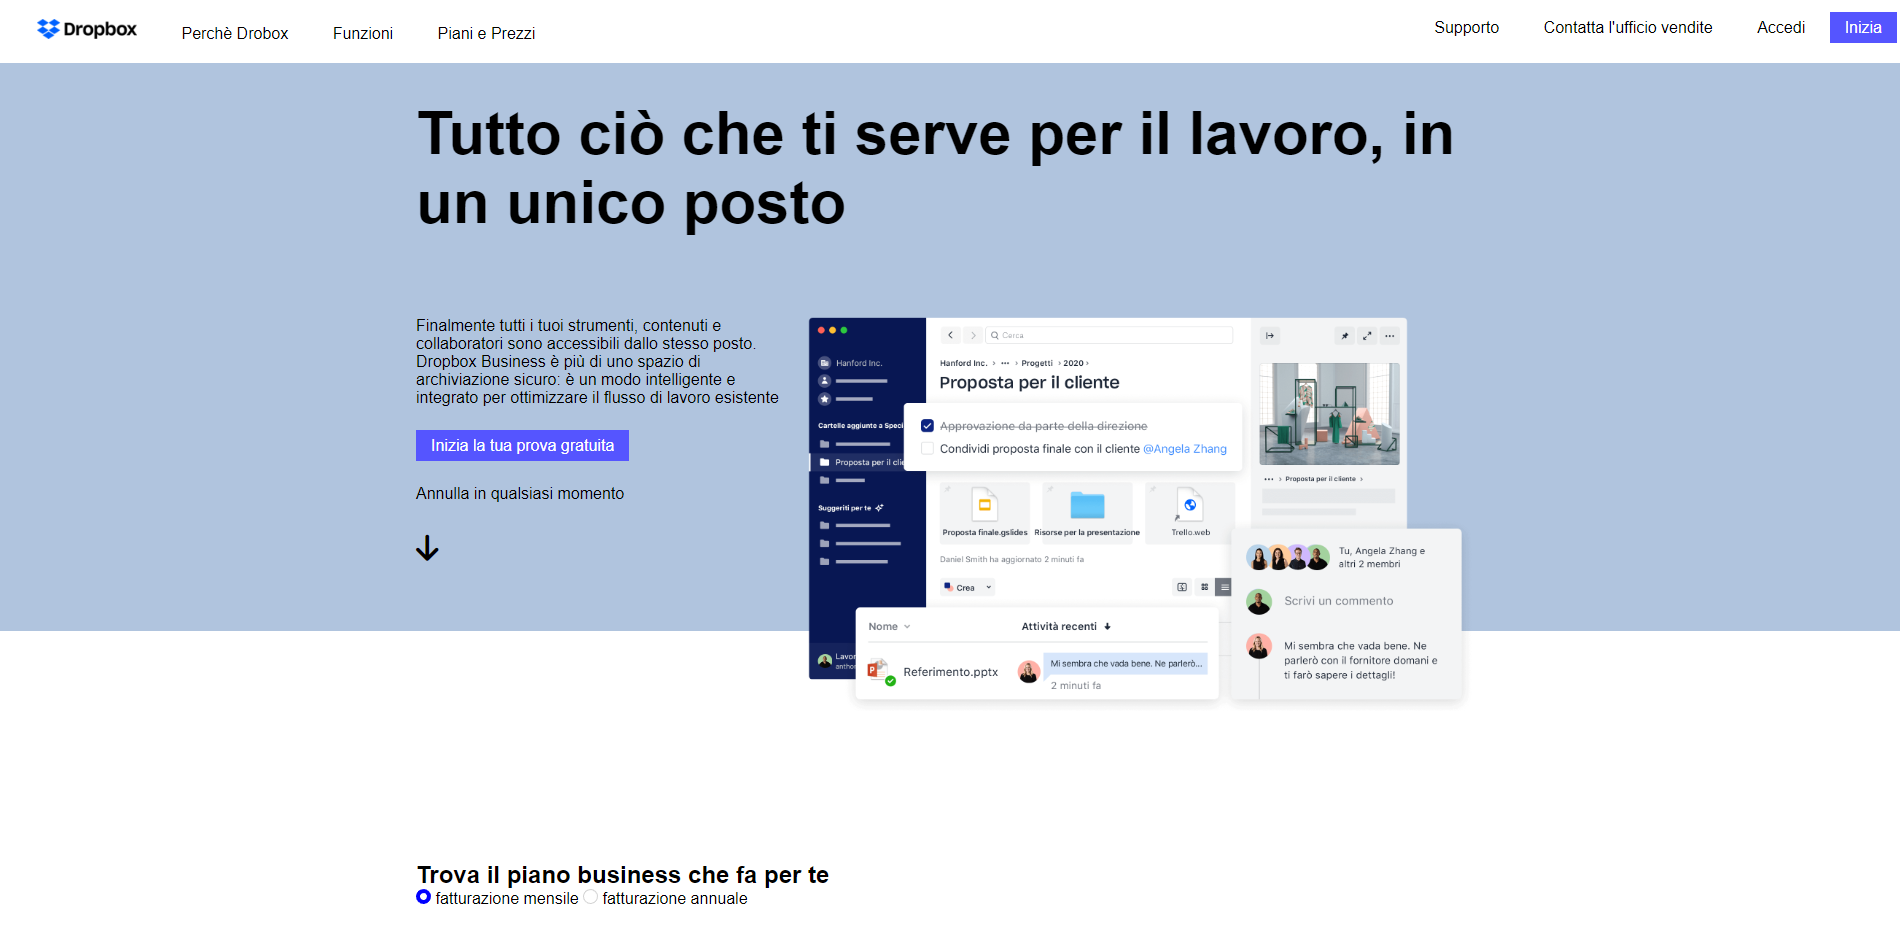 Dropbox
Perchè Drobox
Funzioni
Piani e Prezzi
Supporto
Contatta l'ufficio vendite
Accedi
Inizia
Tutto ciò che ti serve per il lavoro, in
un unico posto
Finalmente tutti i tuoi strumenti, contenuti e
collaboratori sono accessibili dallo stesso posto.
Dropbox Business è più di uno spazio di
archiviazione sicuro: è un modo intelligente e
integrato per ottimizzare il flusso di lavoro esistente
Inizia la tua prova gratuita
Annulla in qualsiasi momento
Hanford Inc.
Cartelle aggiunte a Speci
Proposta per il clie
Suggeriti per te
Lavor
anthon
Cerca
Hanford Inc. › ··· › Progetti › 2020 ›
Proposta per il cliente
Approvazione da parte della direzione
Condividi proposta finale con il cliente @Angela Zhang
Proposta finale.gslides
Risorse per la presentazione
Trello.web
Daniel Smith ha aggiornato 2 minuti fa
Crea
Nome
Attività recenti
Referimento.pptx
Mi sembra che vada bene. Ne parlerò...
2 minuti fa
··· › Proposta per il cliente ›
Tu, Angela Zhang e
altri 2 membri
Scrivi un commento
Mi sembra che vada bene. Ne
parlerò con il fornitore domani e
ti farò sapere i dettagli!
Trova il piano business che fa per te
fatturazione mensile
fatturazione annuale